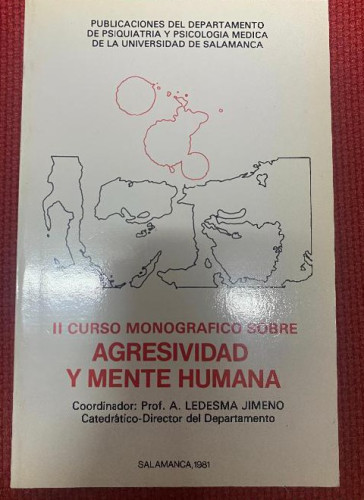 PUBLICACIONES DEL DEPARTAMENTO
DE PSIQUIATRIA Y PSICOLOGIA MEDICA
DE LA UNIVERSIDAD DE SALAMANCA
II CURSO MONOGRAFICO SOBRE
AGRESIVIDAD
Y MENTE HUMANA
Coordinador: Prof. A. LEDESMA JIMENO
Catedrático-Director del Departamento
SALAMANCA, 1981